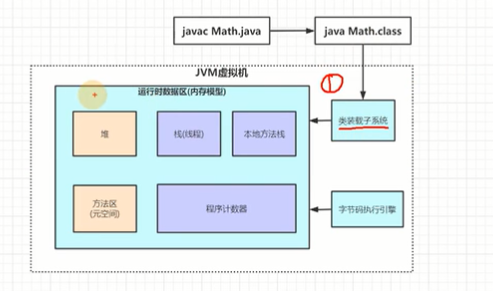 javac Math.java
java Math.class
JVM虚拟机
①
运行时数据区(内存模型)
堆
栈(线程)
本地方法栈
类装载子系统
方法区
(元空间)
程序计数器
字节码执行引擎